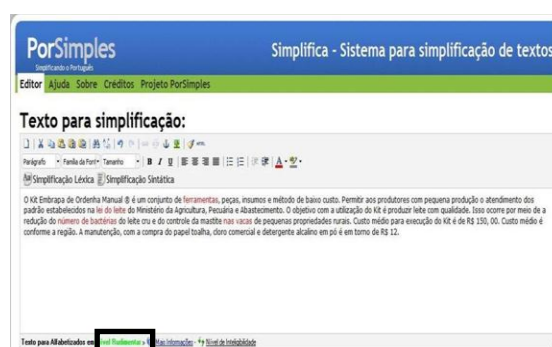 PorSimples
Simplificando o Português
Simplifica - Sistema para simplificação de textos
Editor Ajuda Sobre Créditos Projeto PorSimples
Texto para simplificação:
Parágrafo Família da Font Tamanho B I U
Simplificação Léxica Simplificação Sintática
O Kit Embrapa de Ordenha Manual ® é um conjunto de ferramentas, peças, insumos e método de baixo custo. Permitir aos produtores com pequena produção o atendimento dos
padrão estabelecidos na lei do leite do Ministério da Agricultura, Pecuária e Abastecimento. O objetivo com a utilização do Kit é produzir leite com qualidade. Isso ocorre por meio de a
redução do número de bactérias do leite cru e do controle da mastite nas vacas de pequenas propriedades rurais. Custo médio para execução do Kit é de R$ 150, 00. Custo médio é
conforme a região. A manutenção, com a compra do papel toalha, cloro comercial e detergente alcalino em pó é em torno de R$ 12.
Texto para Alfabetizados em Nível Rudimentar Mais Informações - Nível de Inteligibilidade